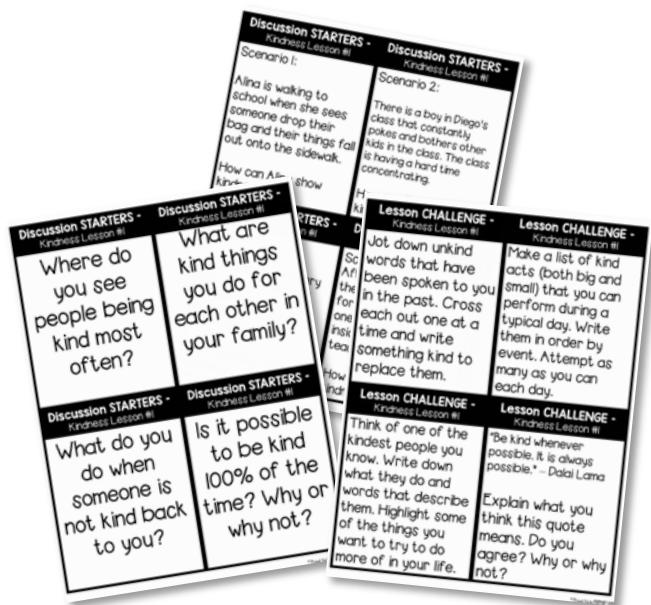 Discussion STARTERS -
Kindness Lesson #1
Scenario 1:
Alina is walking to
school when she sees
someone drop their
bag and their things fall
out onto the sidewalk.
How can Alina show
Discussion STARTERS -
Kindness Lesson #1
Scenario 2:
There is a boy in Diego's
class that constantly
pokes and bothers other
kids in the class. The class
is having a hard time
concentrating.
Discussion STARTERS -
Kindness Lesson #1
Where do
you see
people being
kind most
often?
Discussion STARTERS -
Kindness Lesson #1
What are
kind things
you do for
each other in
your family?
Discussion STARTERS -
Kindness Lesson #1
What do you
do when
someone is
not kind back
to you?
Discussion STARTERS -
Kindness Lesson #1
Is it possible
to be kind
100% of the
time? Why or
why not?
How
Lesson CHALLENGE -
Kindness Lesson #1
Jot down unkind
words that have
been spoken to you
in the past. Cross
each out one at a
time and write
something kind to
replace them.
Lesson CHALLENGE -
Kindness Lesson #1
Make a list of kind
acts (both big and
small) that you can
perform during a
typical day. Write
them in order by
event. Attempt as
many as you can
each day.
Lesson CHALLENGE -
Kindness Lesson #1
Think of one of the
kindest people you
know. Write down
what they do and
words that describe
them. Highlight some
of the things you
want to try to do
more of in your life.
Lesson CHALLENGE -
Kindness Lesson #1
"Be kind whenever
possible. It is always
possible." - Dalai Lama
Explain what you
think this quote
means. Do you
agree? Why or why
not?